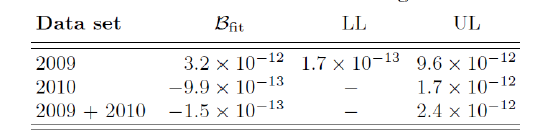 Data set B_fit LL UL
2009 3.2 × 10^−12 1.7 × 10^−13 9.6 × 10^−12
2010 −9.9 × 10^−13 – 1.7 × 10^−12
2009 + 2010 −1.5 × 10^−13 – 2.4 × 10^−12